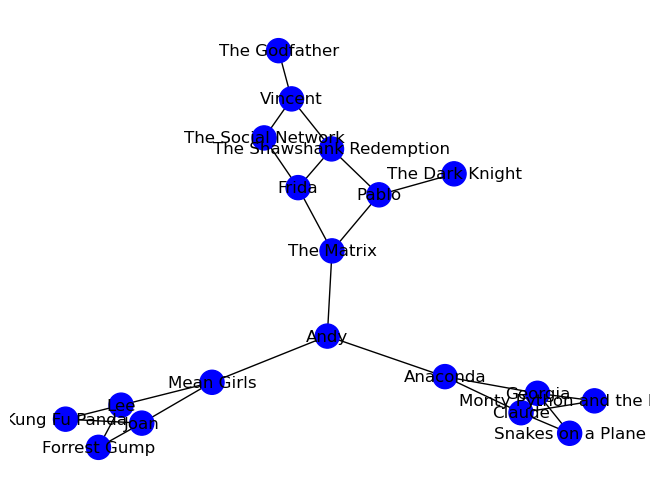 The Godfather
Vincent
The Social Network
The Shawshank Redemption
The Dark Knight
Frida
Pablo
The Matrix
Andy
Anaconda
Mean Girls
Georgia
Monty Python and the
Lee
Claude
Kung Fu Panda
Joan
Snakes on a Plane
Forrest Gump